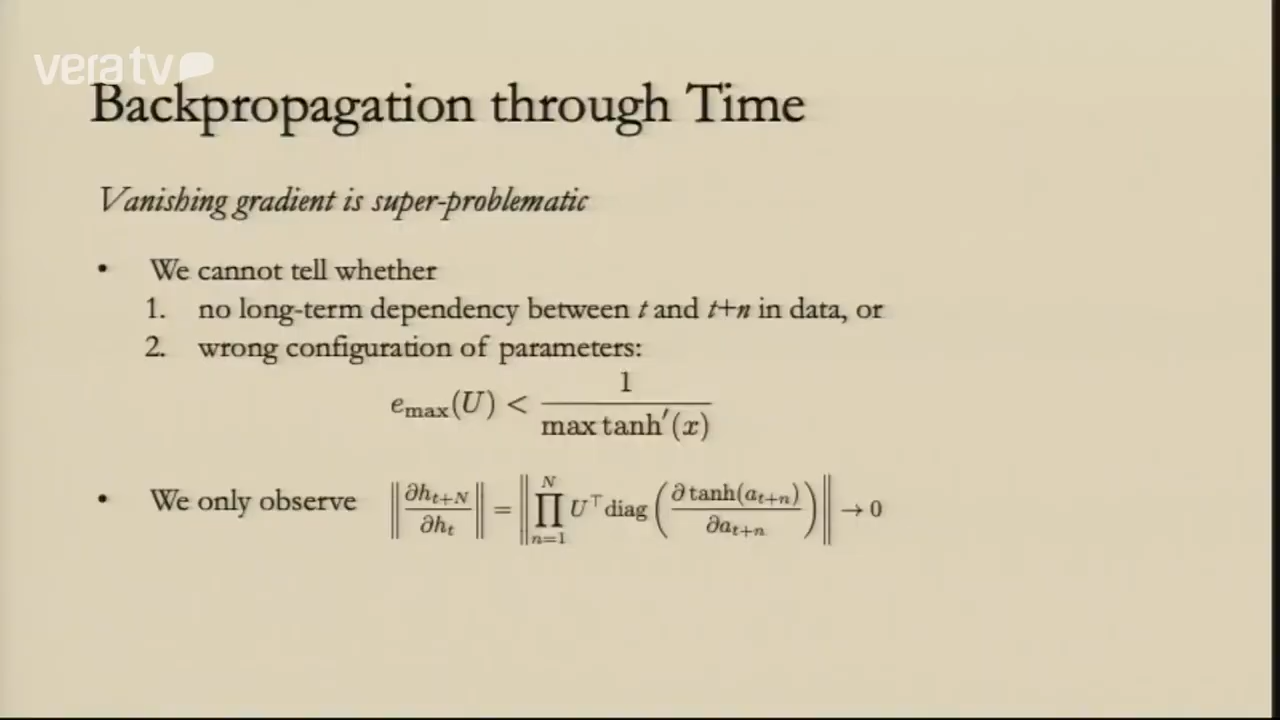 vera tv
Backpropagation through Time
Vanishing gradient is super-problematic
• We cannot tell whether
1. no long-term dependency between t and t+n in data, or
2. wrong configuration of parameters:
e_max(U) < 1 / max tanh′(x)
• We only observe ‖∂h_{t+N} / ∂h_t‖ = ‖∏_{n=1}^{N} U^⊤ diag(∂ tanh(a_{t+n}) / ∂a_{t+n})‖ → 0